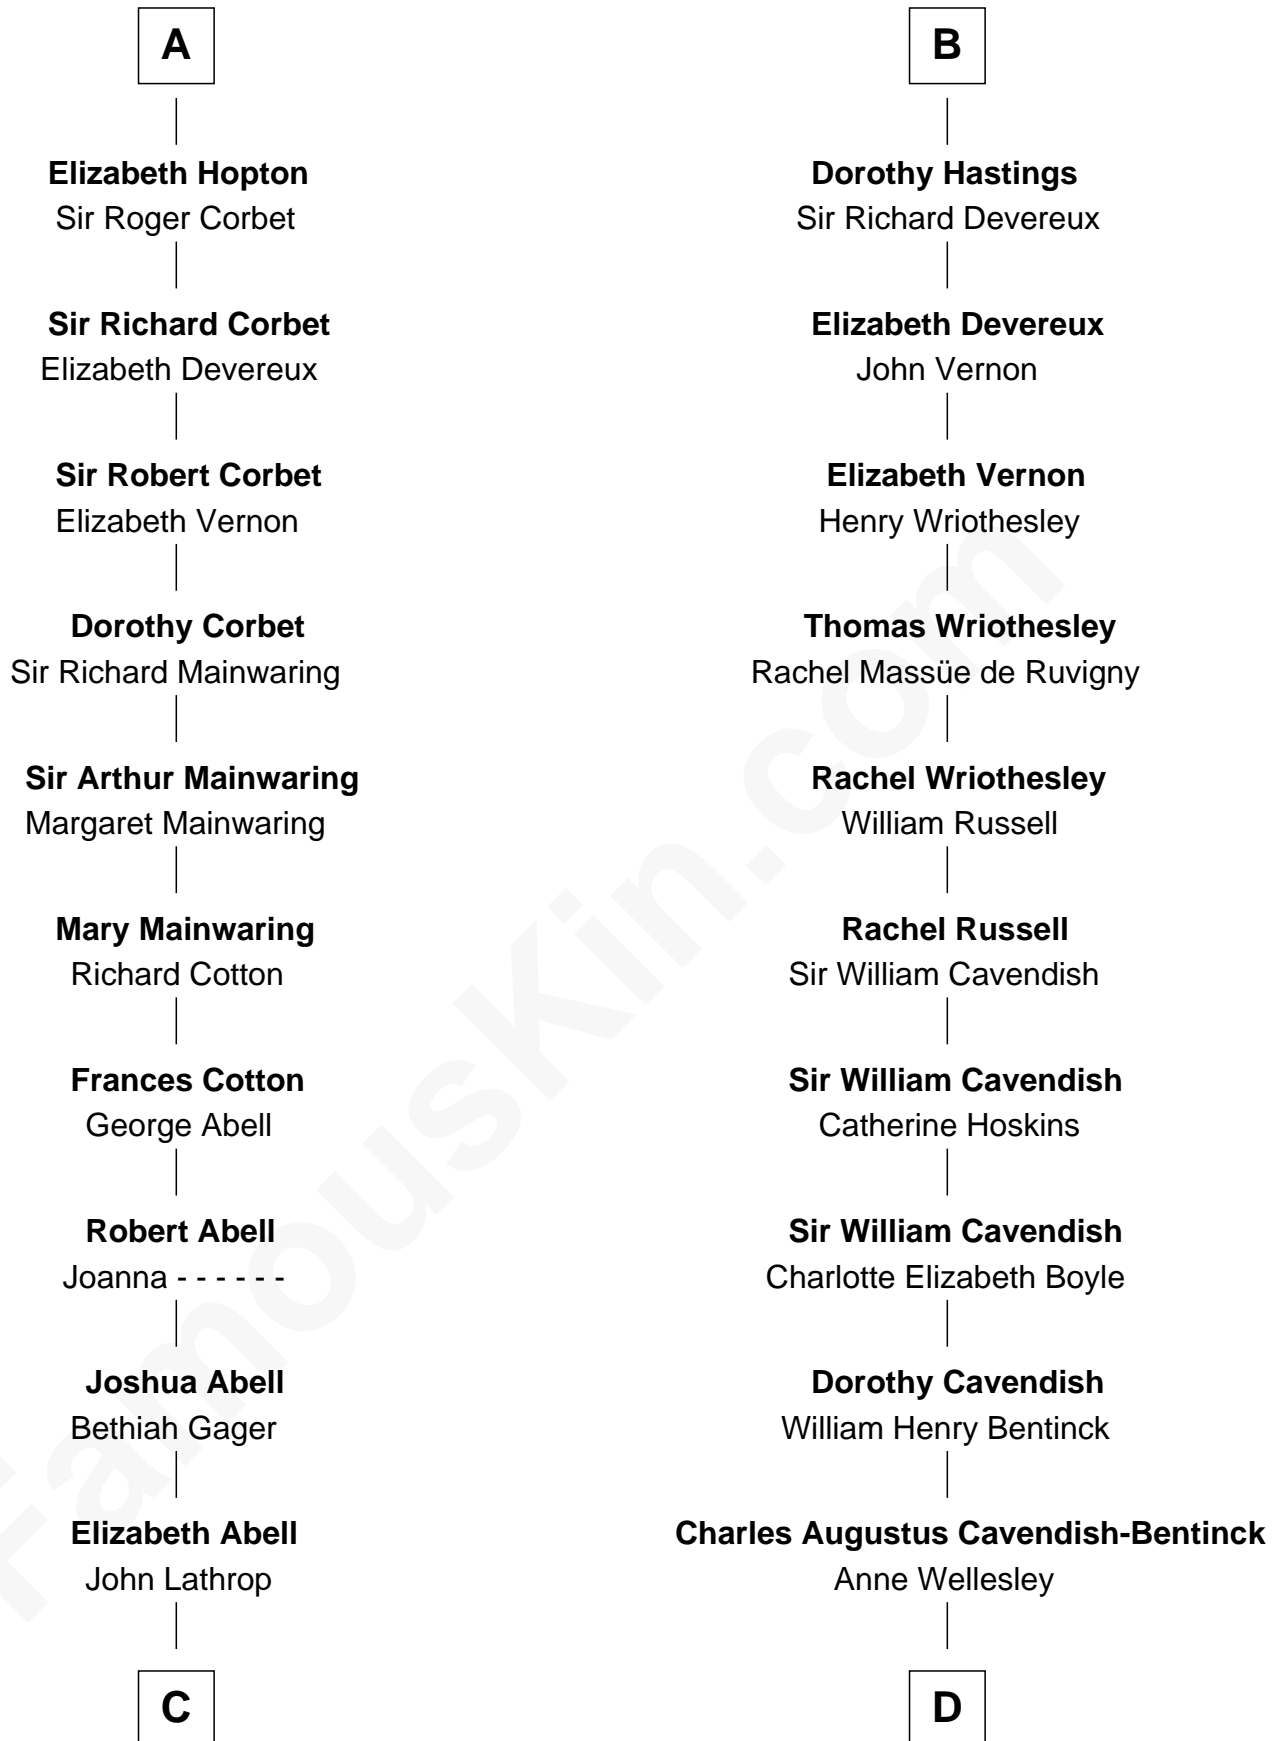 A
Elizabeth Hopton
Sir Roger Corbet
Sir Richard Corbet
Elizabeth Devereux
Sir Robert Corbet
Elizabeth Vernon
Dorothy Corbet
Sir Richard Mainwaring
Sir Arthur Mainwaring
Margaret Mainwaring
Mary Mainwaring
Richard Cotton
Frances Cotton
George Abell
Robert Abell
Joanna - - - - - -
Joshua Abell
Bethiah Gager
Elizabeth Abell
John Lathrop
C
B
Dorothy Hastings
Sir Richard Devereux
Elizabeth Devereux
John Vernon
Elizabeth Vernon
Henry Wriothesley
Thomas Wriothesley
Rachel Massüe de Ruvigny
Rachel Wriothesley
William Russell
Rachel Russell
Sir William Cavendish
Sir William Cavendish
Catherine Hoskins
Sir William Cavendish
Charlotte Elizabeth Boyle
Dorothy Cavendish
William Henry Bentinck
Charles Augustus Cavendish-Bentinck
Anne Wellesley
D
FamousKin.com